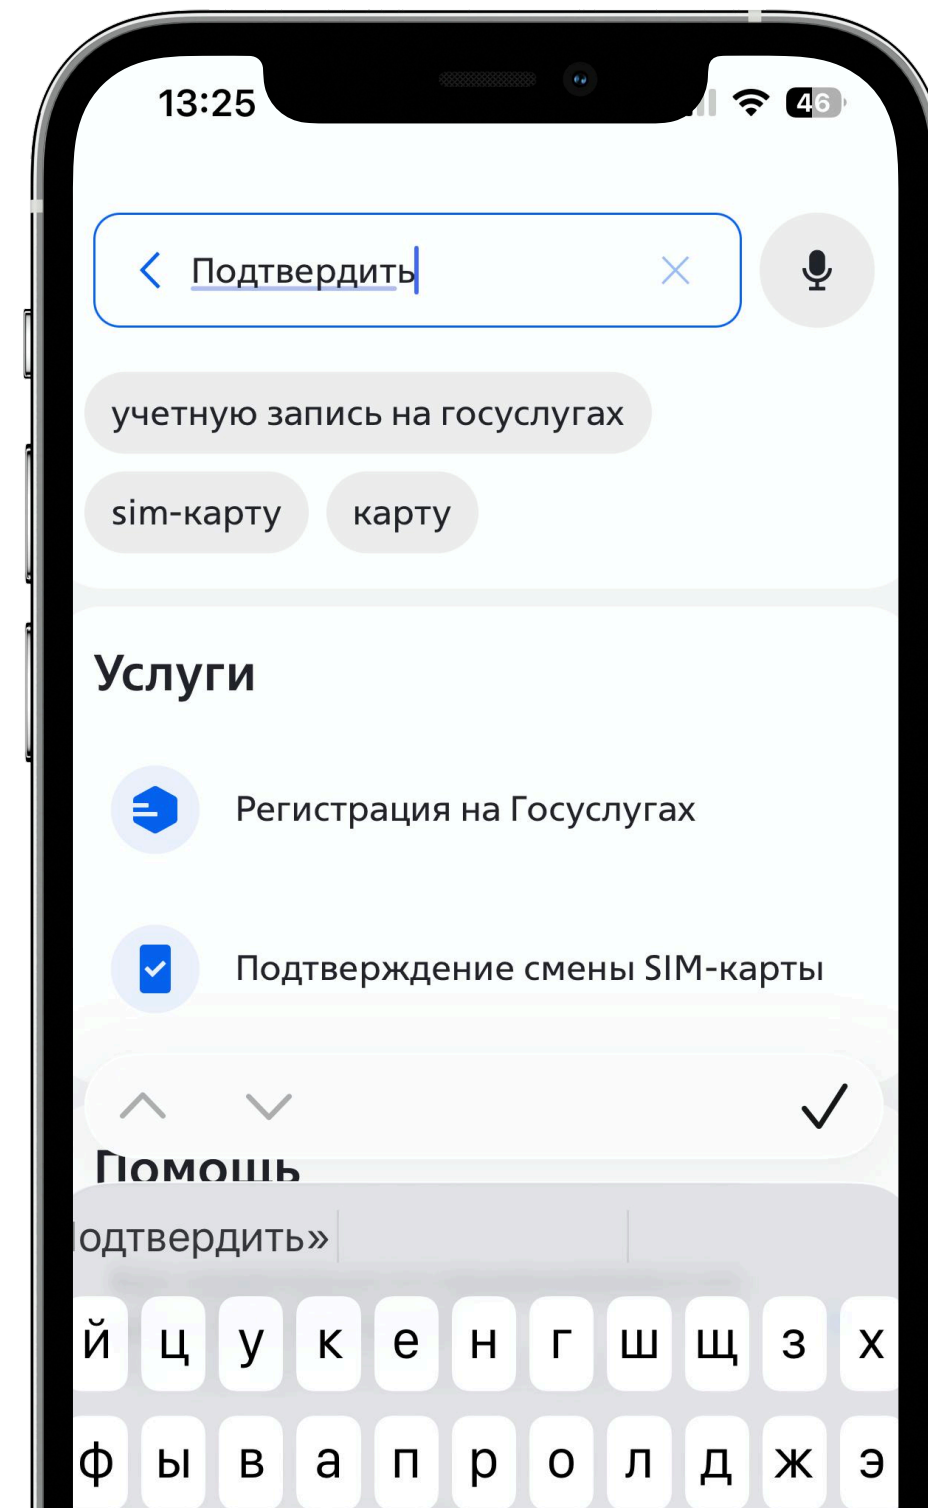 13:25
46
Подтвердить
учетную запись на госуслугах
sim-карту
карту
Услуги
Регистрация на Госуслугах
Подтверждение смены SIM-карты
Помощь
одтвердить»
й ц у к е н г ш щ з х
ф ы в а п р о л д ж э